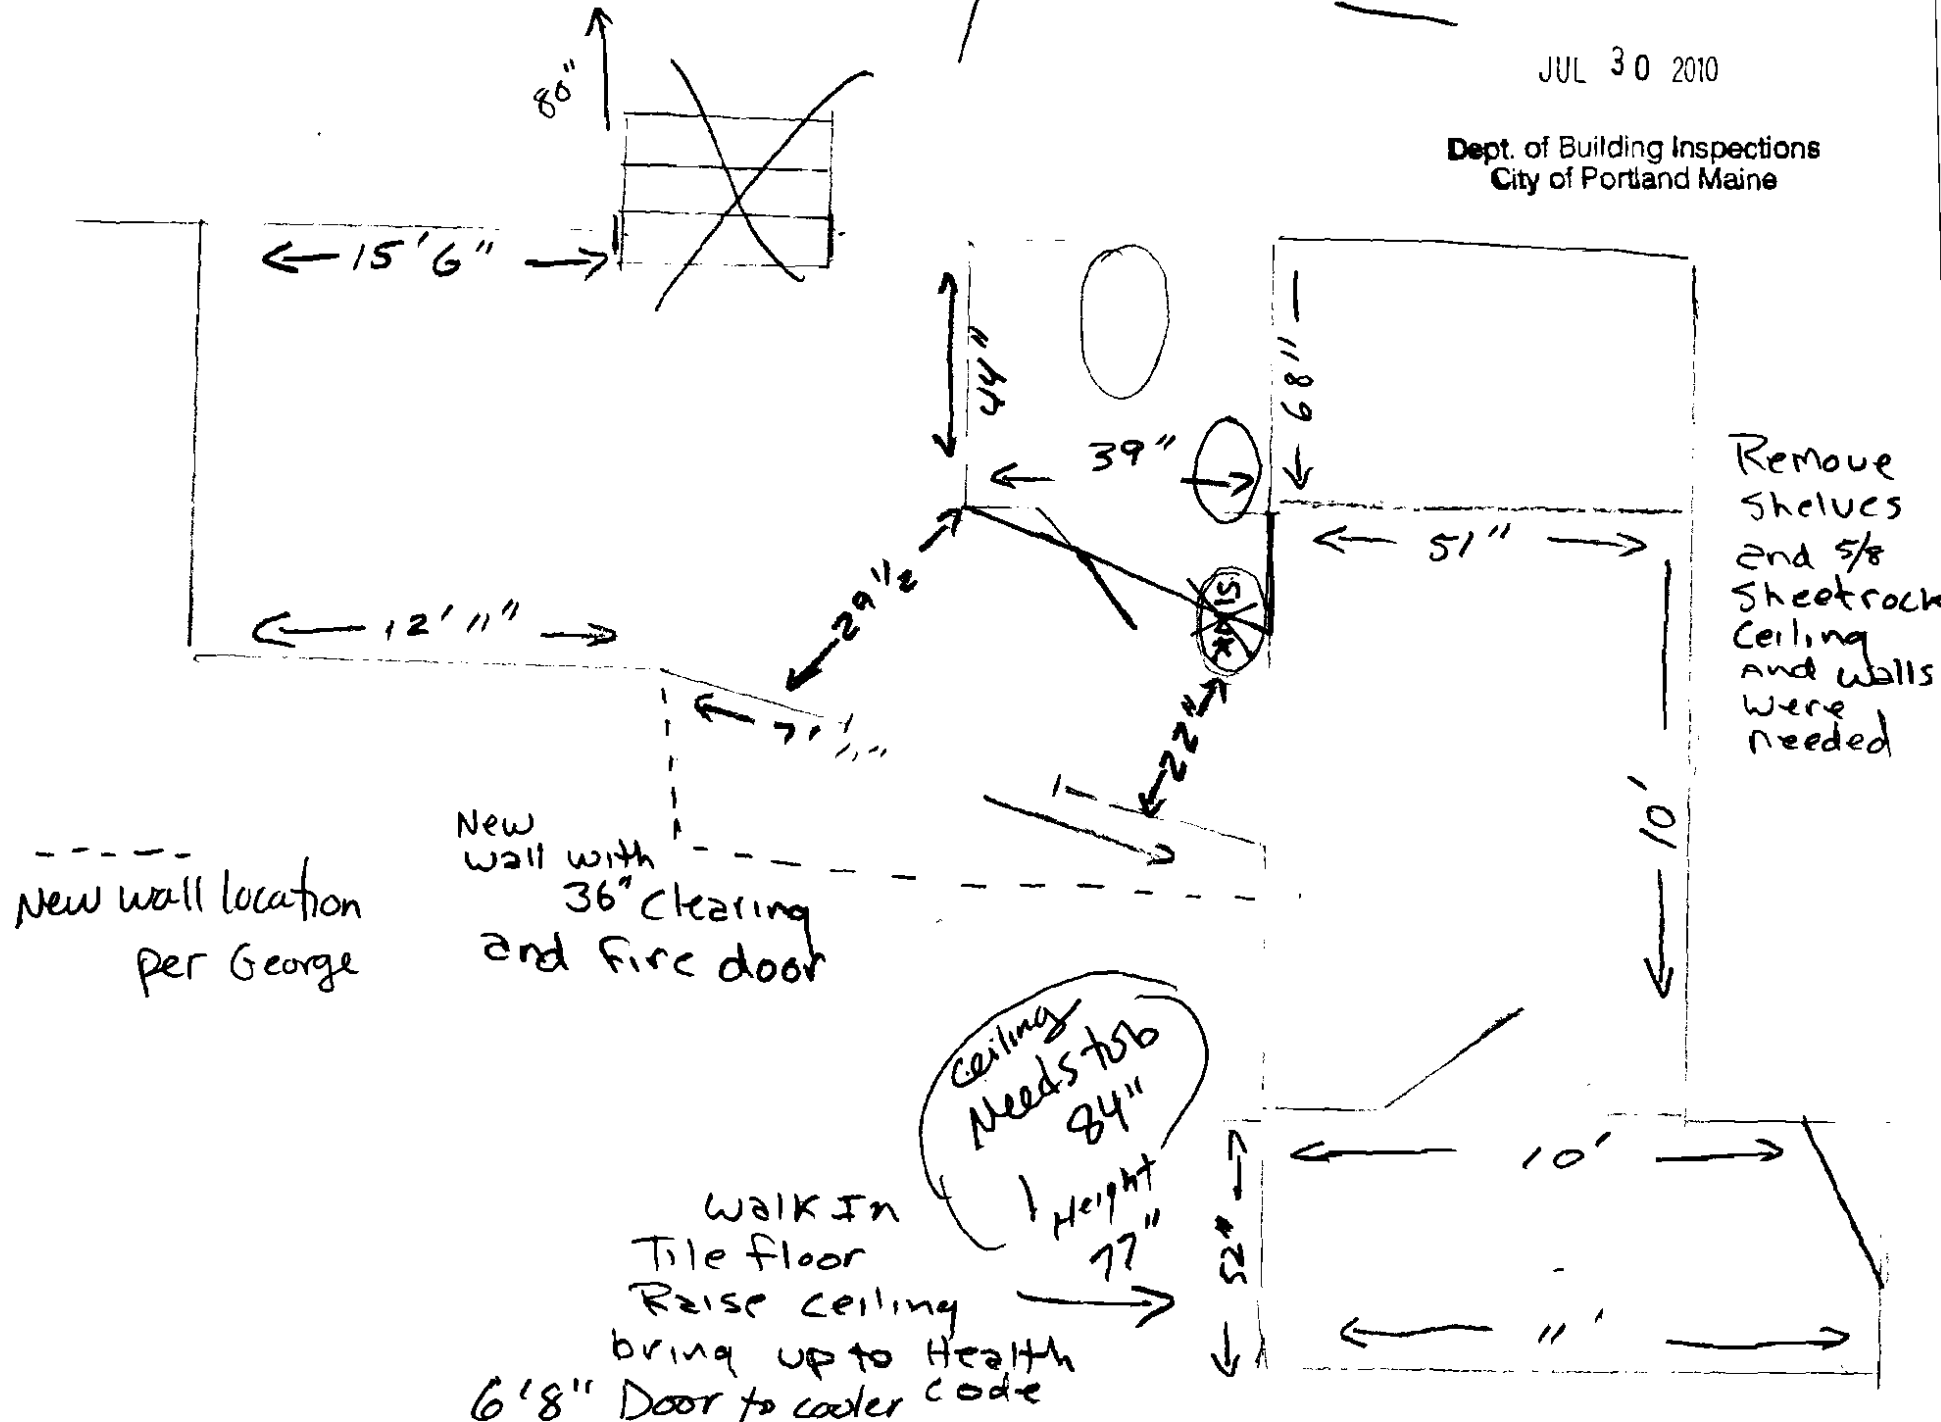 JUL 30 2010
Dept. of Building Inspections
City of Portland Maine
80"
15'6"
44"
39"
68"
51"
Remove
shelves
and 5/8
Sheetrock
Ceiling
And walls
were
needed
29 1/2
SINK
12'11"
22"
10'
New wall location
per George
New
wall with
36" Clearing
and Fire door
Ceiling
Needs to b
84"
Height
77"
10'
52"
11'
Walk In
Tile floor
Raise ceiling
bring up to Health
code
6'8" Door to cooler